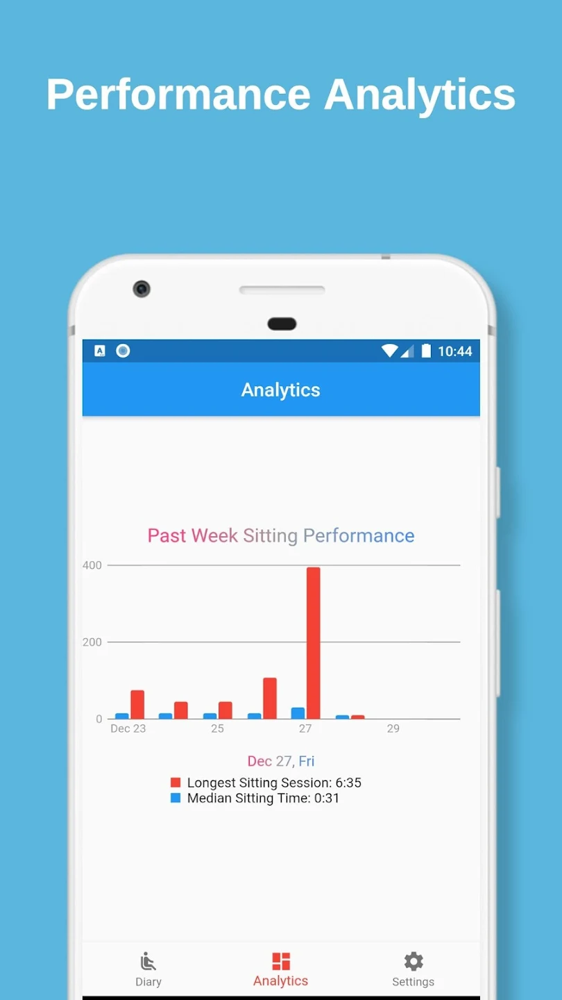 Performance Analytics
10:44
Analytics
Past Week Sitting Performance
400
200
0
Dec 23
25
27
29
Dec 27, Fri
Longest Sitting Session: 6:35
Median Sitting Time: 0:31
Diary
Analytics
Settings